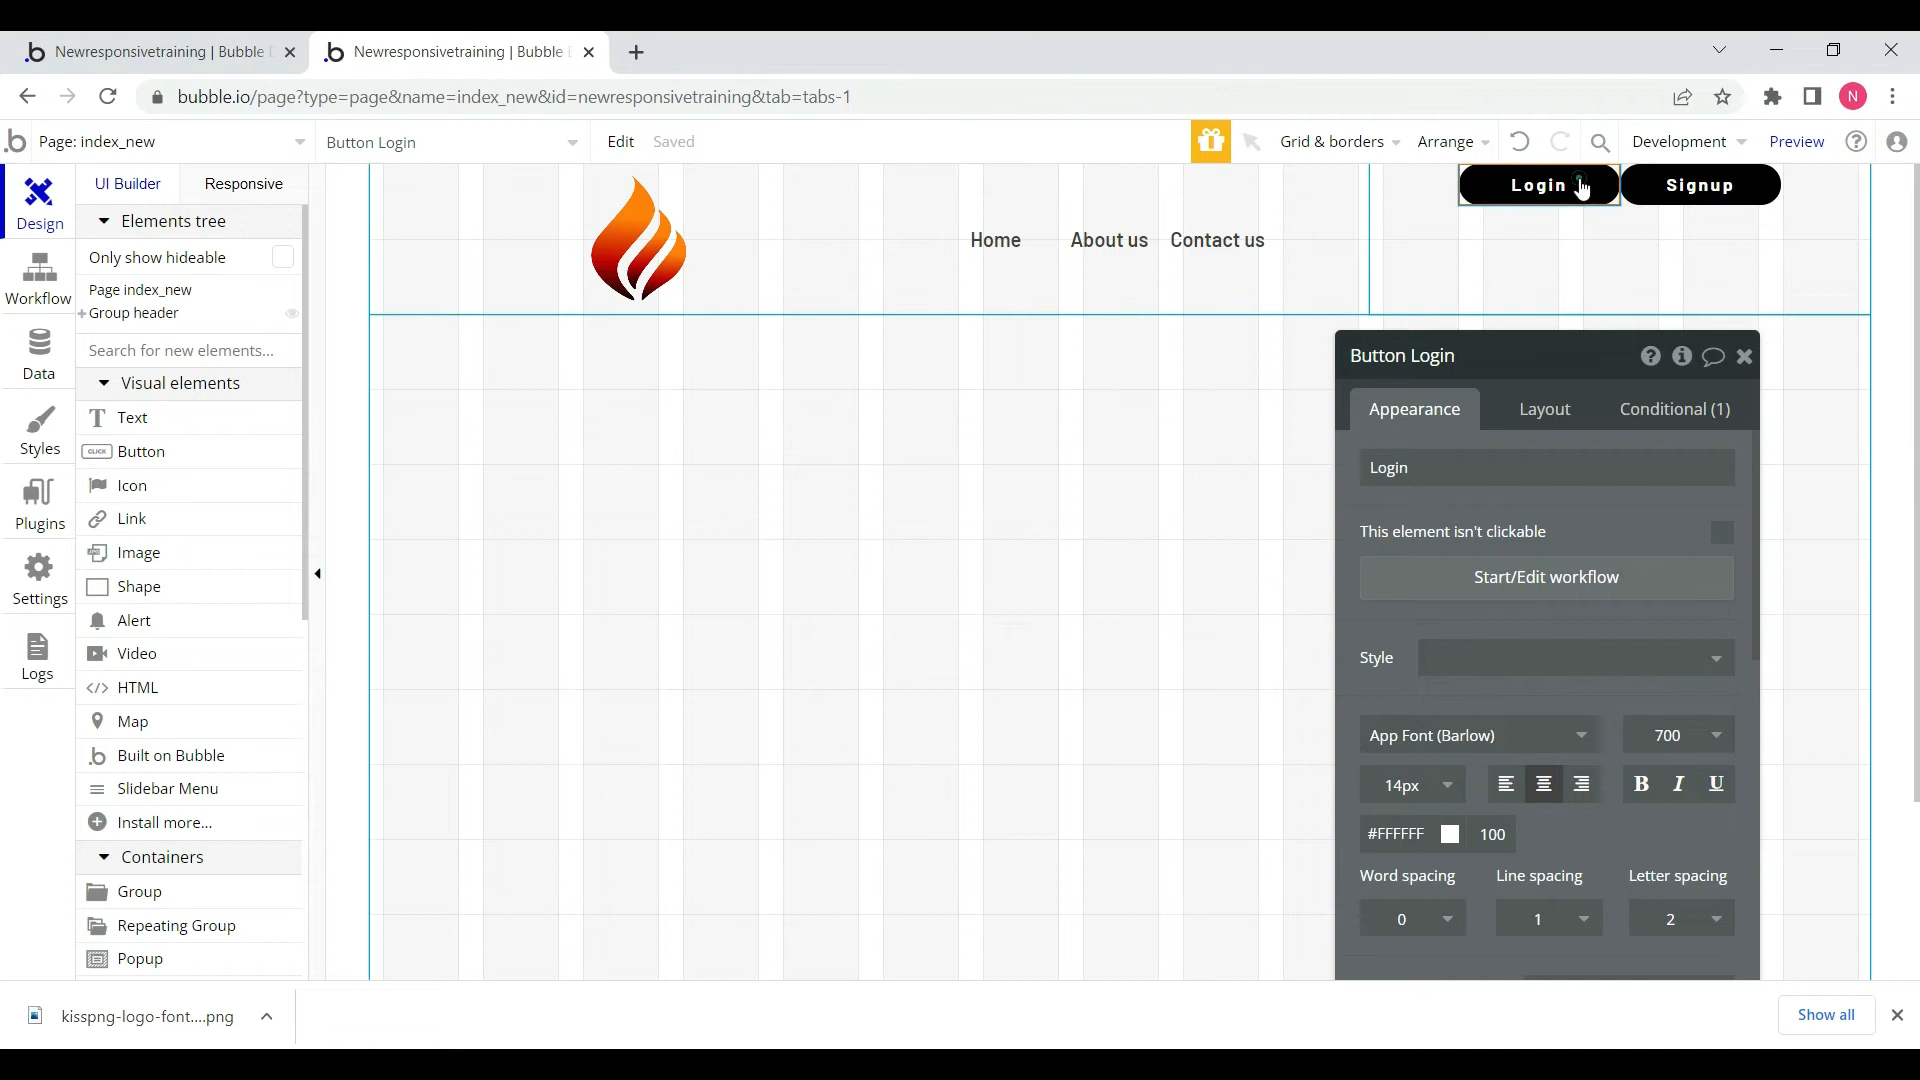 Newresponsivetraining | Bubble
Newresponsivetraining | Bubble
bubble.io/page?type=page&name=index_new&id=newresponsivetraining&tab=tabs-1
N
Page: index_new
Button Login
Edit
Saved
Grid & borders
Arrange
Development
Preview
Design
Workflow
Data
Styles
Plugins
Settings
Logs
UI Builder
Responsive
Elements tree
Only show hideable
Page index_new
+ Group header
Search for new elements...
Visual elements
Text
CLICK
Button
Icon
Link
Image
Shape
Alert
Video
</> HTML
Map
Built on Bubble
Slidebar Menu
Install more...
Containers
Group
Repeating Group
Popup
Home
About us
Contact us
Login
Signup
Button Login
Appearance
Layout
Conditional (1)
Login
This element isn't clickable
Start/Edit workflow
Style
App Font (Barlow)
700
14px
B
I
U
#FFFFFF
100
Word spacing
Line spacing
Letter spacing
0
1
2
kisspng-logo-font....png
Show all